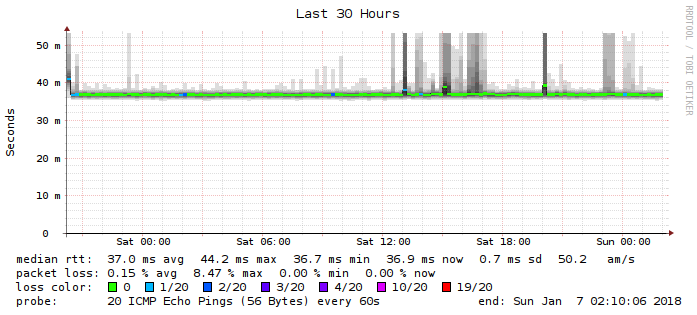 Last 30 Hours
RRDTOOL / TOBI OETIKER
Seconds
50 m
40 m
30 m
20 m
10 m
0
Sat 00:00 Sat 06:00 Sat 12:00 Sat 18:00 Sun 00:00
median rtt: 37.0 ms avg 44.2 ms max 36.7 ms min 36.9 ms now 0.7 ms sd 50.2 am/s
packet loss: 0.15 % avg 8.47 % max 0.00 % min 0.00 % now
loss color: 0 1/20 2/20 3/20 4/20 10/20 19/20
probe: 20 ICMP Echo Pings (56 Bytes) every 60s end: Sun Jan 7 02:10:06 2018